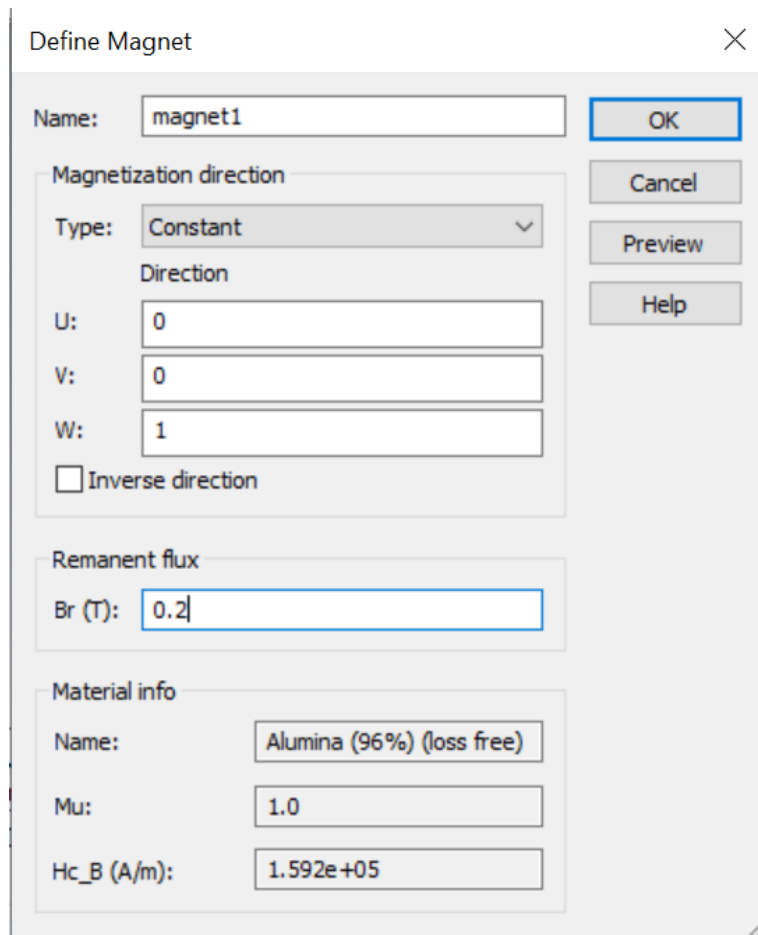 Define Magnet
Name: magnet1
OK
Magnetization direction
Cancel
Type: Constant
Preview
Direction
Help
U: 0
V: 0
W: 1
Inverse direction
Remanent flux
Br (T): 0.2
Material info
Name: Alumina (96%) (loss free)
Mu: 1.0
Hc_B (A/m): 1.592e+05